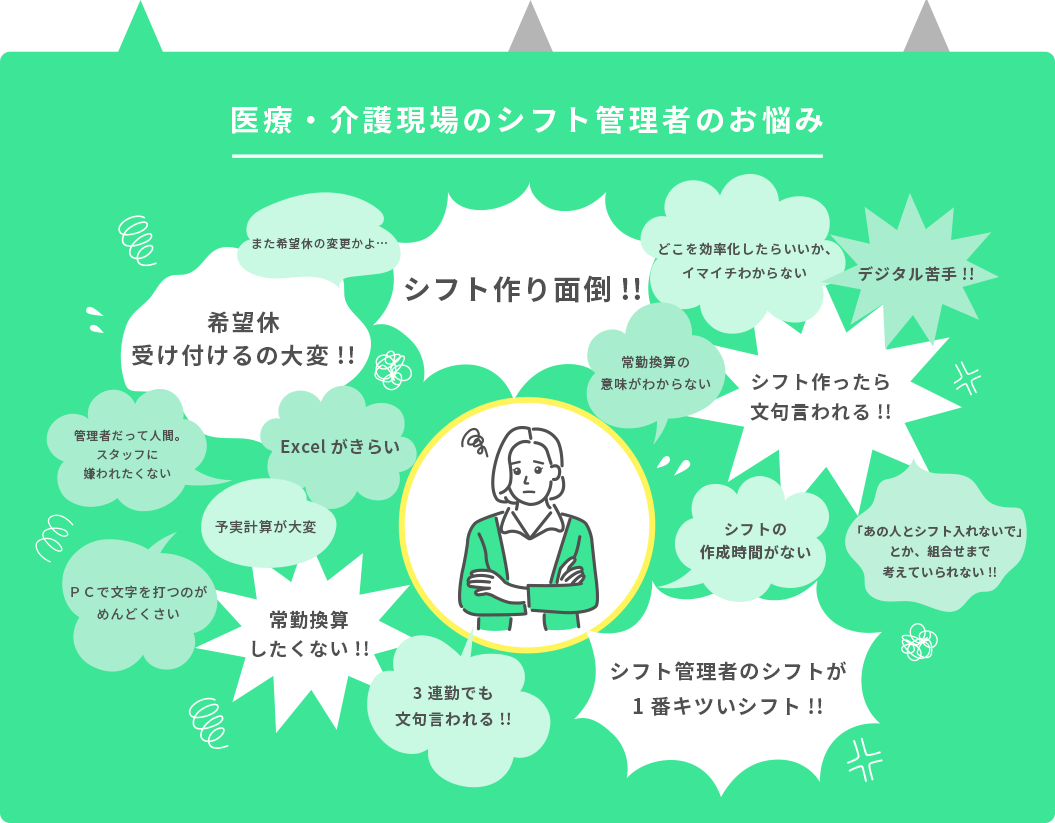 医療・介護現場のシフト管理者のお悩み
また希望休の変更かよ…
シフト作り面倒!!
どこを効率化したらいいか、
イマイチわからない
デジタル苦手!!
希望休
受け付けるの大変!!
常勤換算の
意味がわからない
シフト作ったら
文句言われる!!
管理者だって人間。
スタッフに
嫌われたくない
Excelがきらい
予実計算が大変
シフトの
作成時間がない
「あの人とシフト入れないで」
とか、組合せまで
考えていられない!!
ＰＣで文字を打つのが
めんどくさい
常勤換算
したくない!!
3連勤でも
文句言われる!!
シフト管理者のシフトが
1番キツいシフト!!